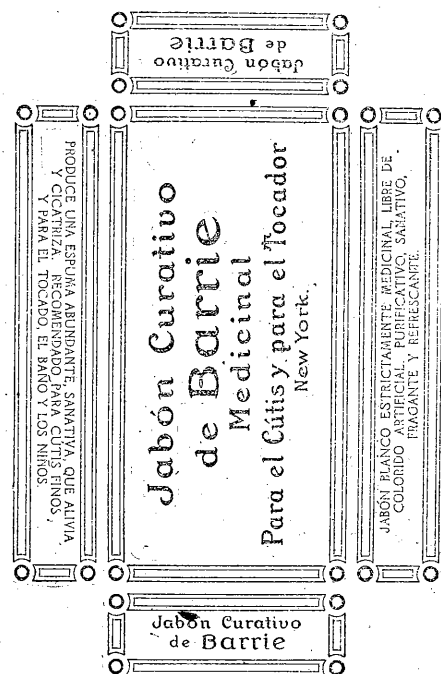 Jabón Curativo
de Barrie
PRODUCE UNA ESPUMA ABUNDANTE, SANATIVA, QUE ALIVIA
Y CICATRIZA. RECOMENDADO PARA CÚTIS FINOS,
Y PARA EL TOCADO, EL BAÑO Y LOS NIÑOS.
Jabón Curativo
de Barrie
Medicinal
Para el Cútis y para el Tocador
New York.
JABÓN BLANCO ESTRICTAMENTE MEDICINAL, LIBRE DE
COLORIDO ARTIFICIAL. PURIFICATIVO, SANATIVO,
FRAGANTE Y REFRESCANTE.
Jabón Curativo
de Barrie